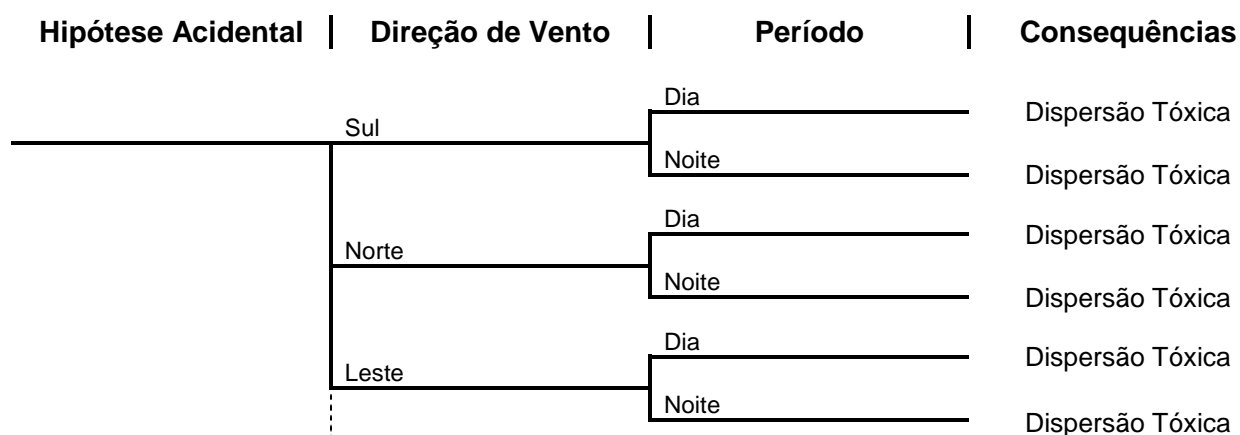 Hipótese Acidental Direção de Vento Período Consequências
Dia Dispersão Tóxica
Sul
Noite Dispersão Tóxica
Dia Dispersão Tóxica
Norte
Noite Dispersão Tóxica
Dia Dispersão Tóxica
Leste
Noite Dispersão Tóxica